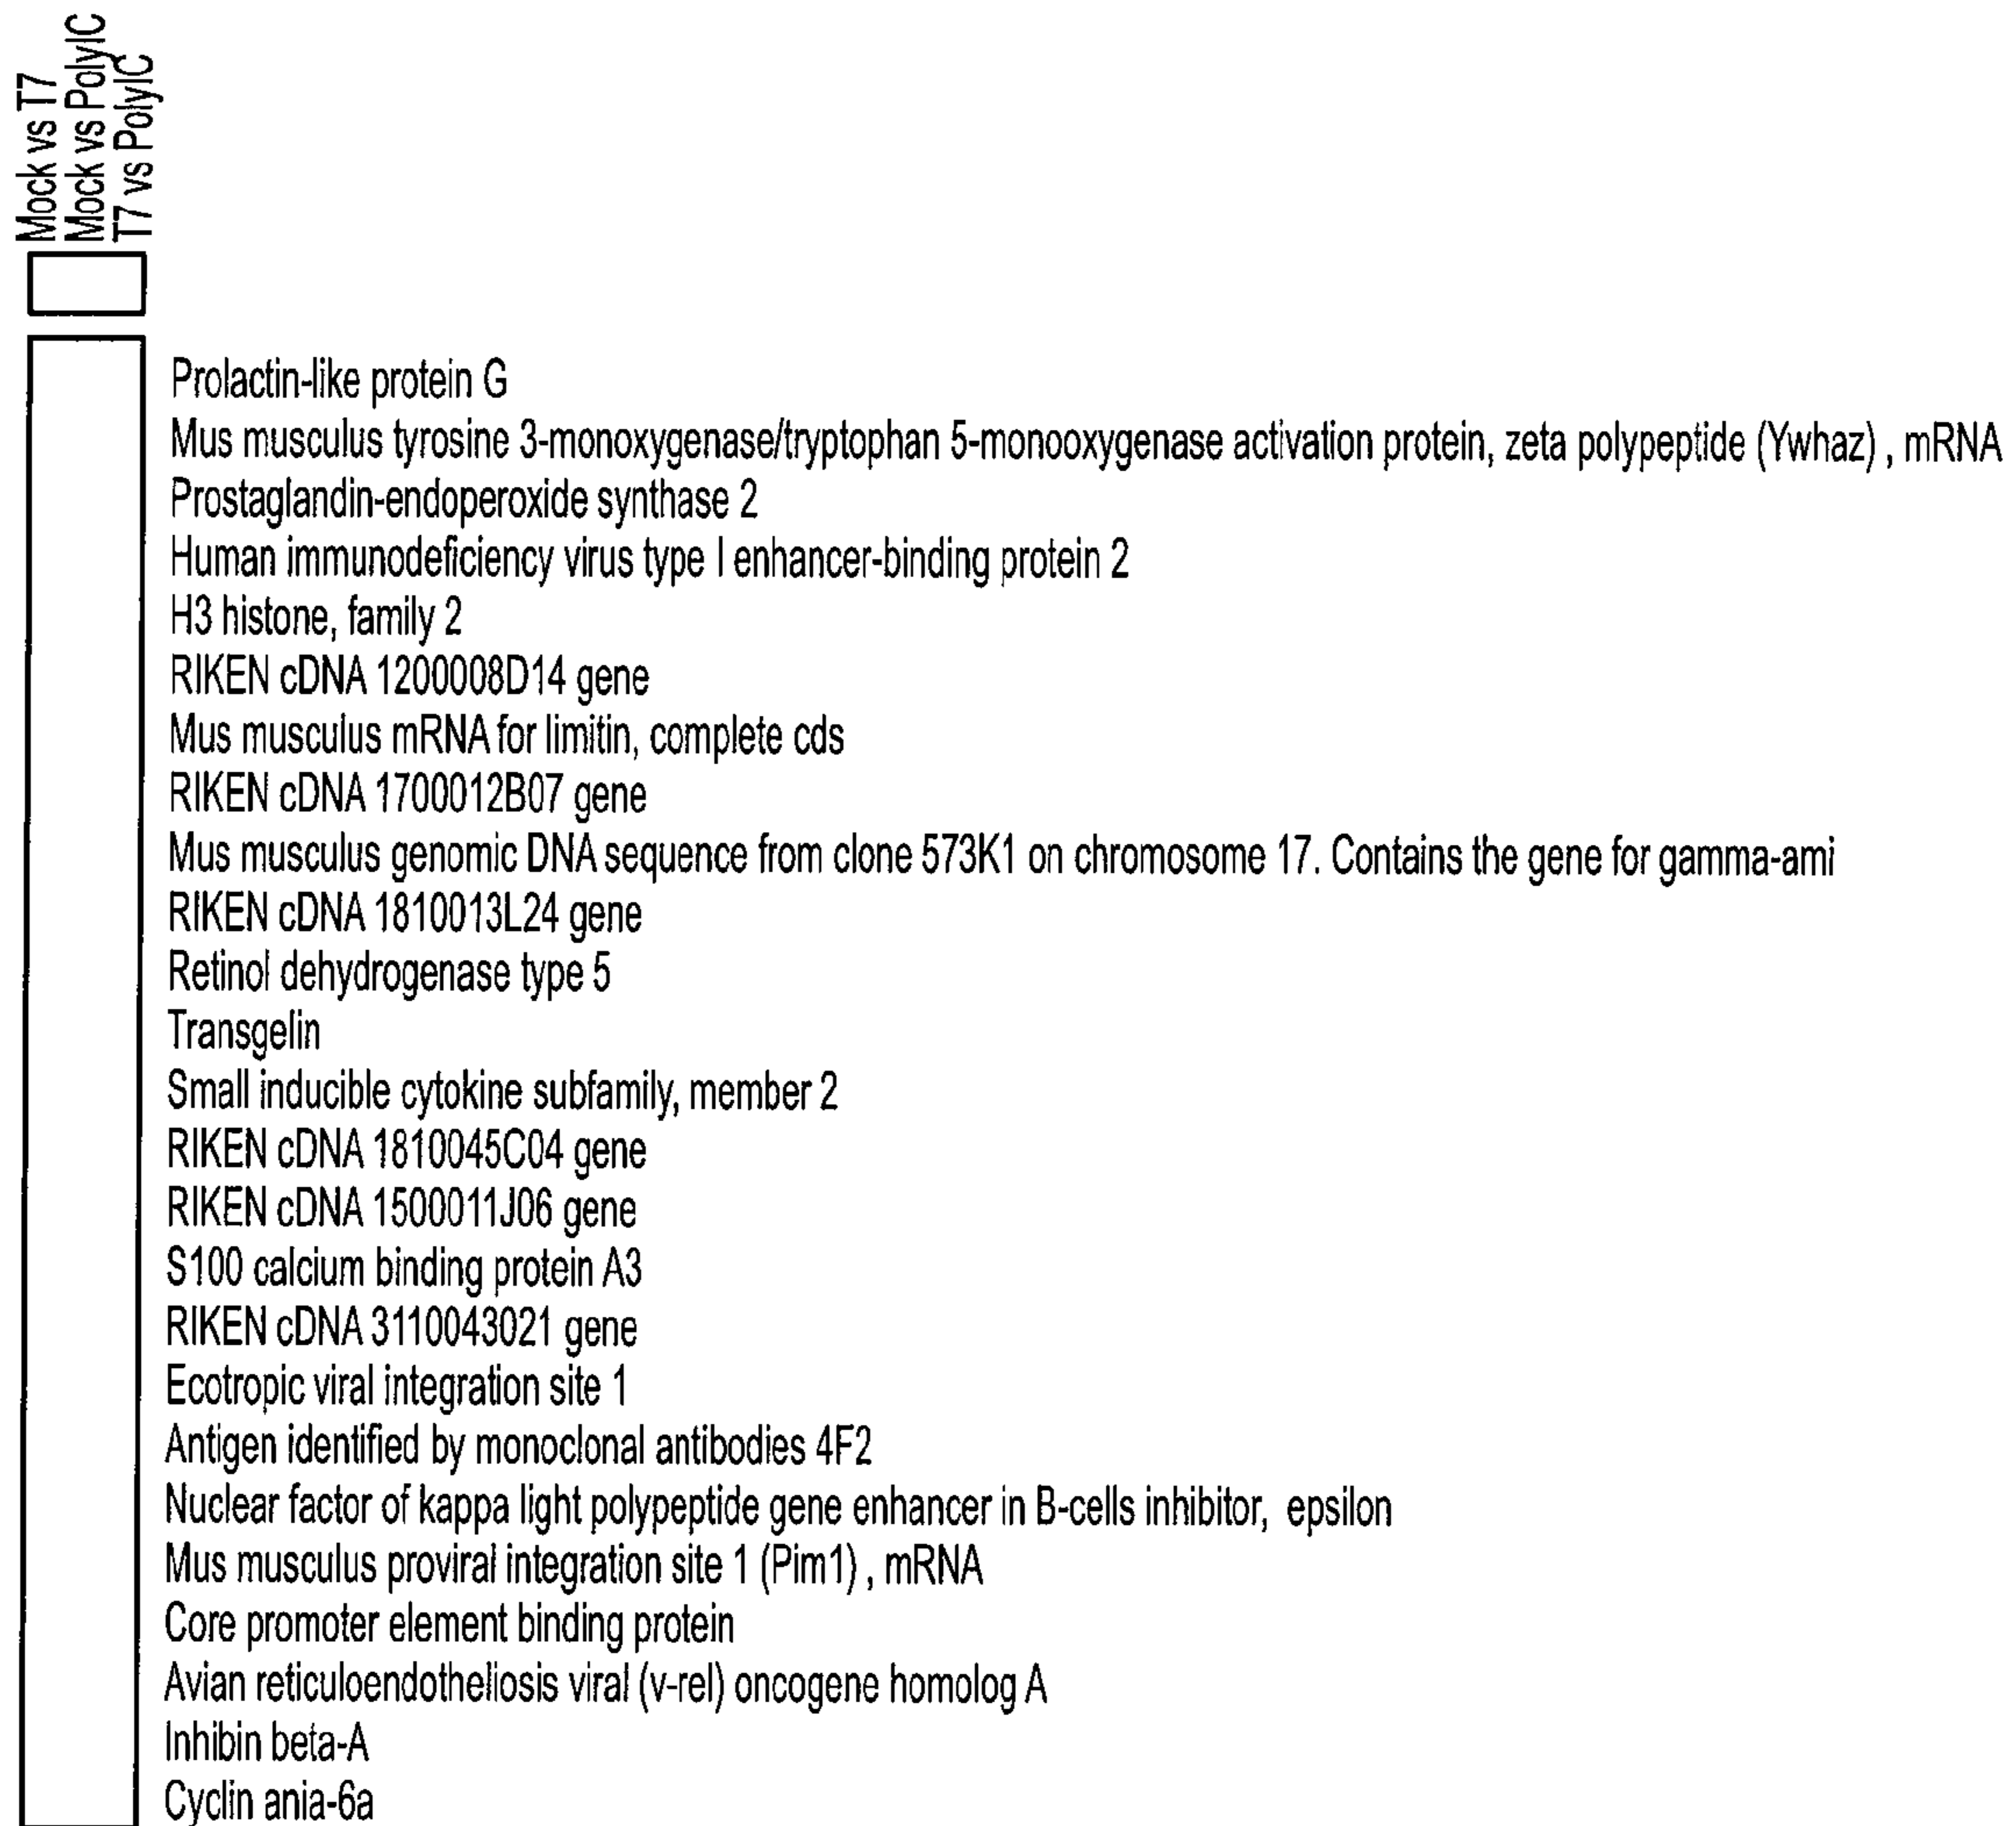 Mock vs T7
Mock vs PolyIC
T7 vs PolyIC
Prolactin-like protein G
Mus musculus tyrosine 3-monoxygenase/tryptophan 5-monooxygenase activation protein, zeta polypeptide (Ywhaz) , mRNA
Prostaglandin-endoperoxide synthase 2
Human immunodeficiency virus type I enhancer-binding protein 2
H3 histone, family 2
RIKEN cDNA 1200008D14 gene
Mus musculus mRNA for limitin, complete cds
RIKEN cDNA 1700012B07 gene
Mus musculus genomic DNA sequence from clone 573K1 on chromosome 17. Contains the gene for gamma-ami
RIKEN cDNA 1810013L24 gene
Retinol dehydrogenase type 5
Transgelin
Small inducible cytokine subfamily, member 2
RIKEN cDNA 1810045C04 gene
RIKEN cDNA 1500011J06 gene
S100 calcium binding protein A3
RIKEN cDNA 3110043021 gene
Ecotropic viral integration site 1
Antigen identified by monoclonal antibodies 4F2
Nuclear factor of kappa light polypeptide gene enhancer in B-cells inhibitor, epsilon
Mus musculus proviral integration site 1 (Pim1) , mRNA
Core promoter element binding protein
Avian reticuloendotheliosis viral (v-rel) oncogene homolog A
Inhibin beta-A
Cyclin ania-6a